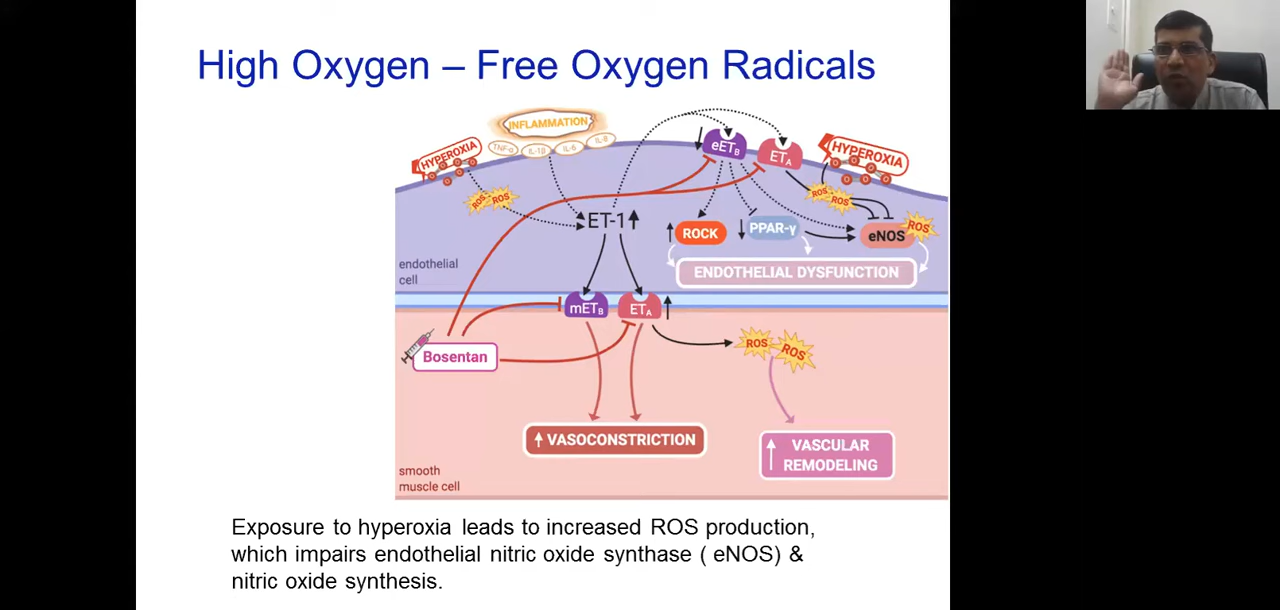 High Oxygen – Free Oxygen Radicals
INFLAMMATION
TNF-α IL-1β IL-6 IL-8
HYPEROXIA
eETB
ETA
HYPEROXIA
ROS ROS
ROS ROS
ET-1
ROCK
PPAR-γ
eNOS
ROS
endothelial
cell
ENDOTHELIAL DYSFUNCTION
mETB
ETA
Bosentan
ROS ROS
VASOCONSTRICTION
VASCULAR
REMODELING
smooth
muscle cell
Exposure to hyperoxia leads to increased ROS production,
which impairs endothelial nitric oxide synthase ( eNOS) &
nitric oxide synthesis.